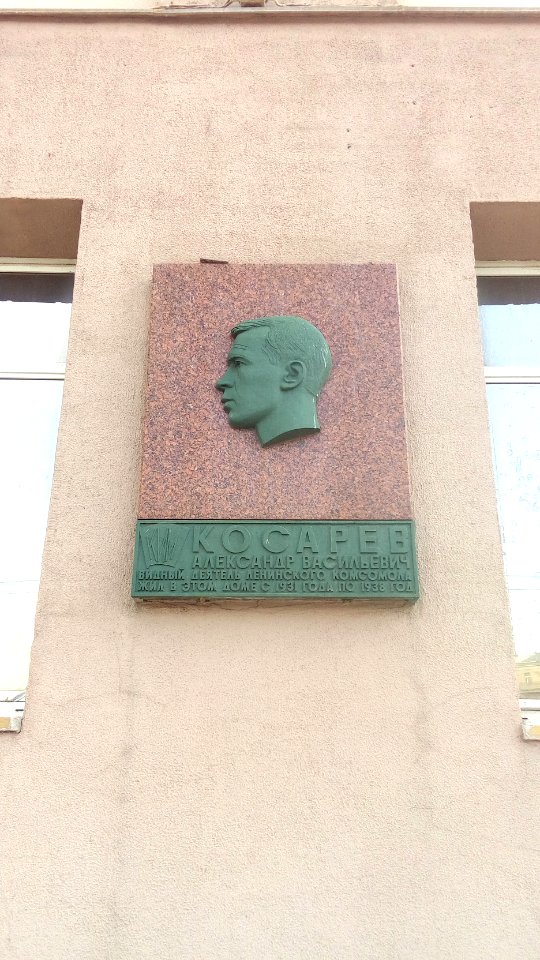 КОСАРЕВ
АЛЕКСАНДР ВАСИЛЬЕВИЧ
ВИДНЫЙ ДЕЯТЕЛЬ ЛЕНИНСКОГО КОМСОМОЛА
ЖИЛ В ЭТОМ ДОМЕ С 1931 ГОДА ПО 1938 ГОД